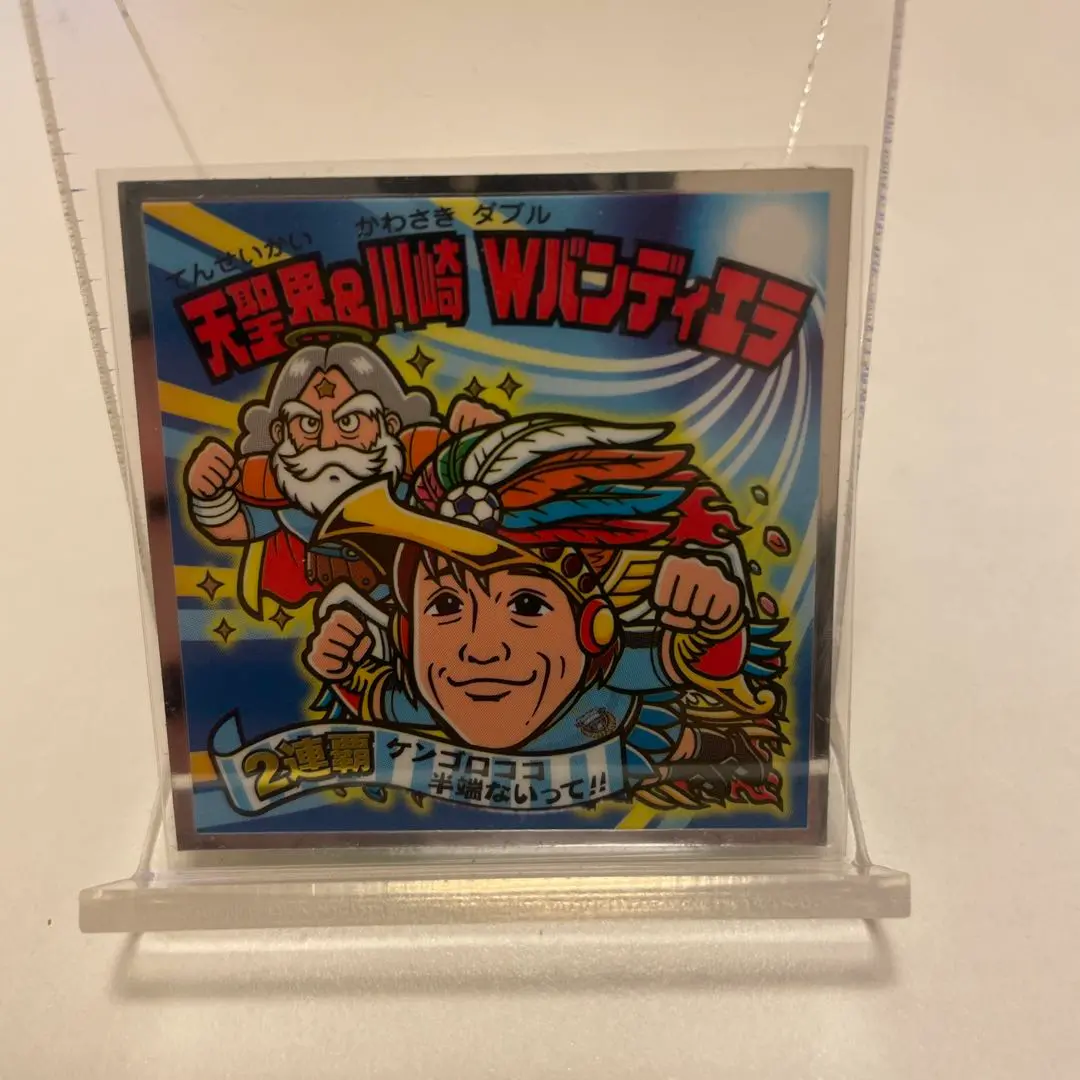 てんせいかい かわさき ダブル
天聖界&川崎 Wバンディエラ
2連覇 ケンゴロココ
半端ないって!!